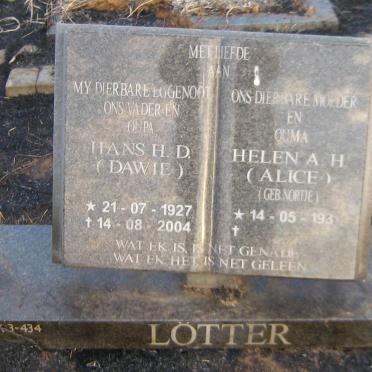 MET LIEFDE
AAN
MY DIERBARE EGGENOOT
ONS VADER EN
OUPA
HANS H. D.
(DAWIE)
★ 21 - 07 - 1927
✝ 14 - 08 - 2004
ONS DIERBARE MOEDER
EN
OUMA
HELEN A. H.
(ALICE)
(GEB. NORTJE)
★ 14 - 05 - 193
✝
WAT EK IS, IS NET GENADE
WAT EK HET, IS NET GELEEN
3-434
LÖTTER